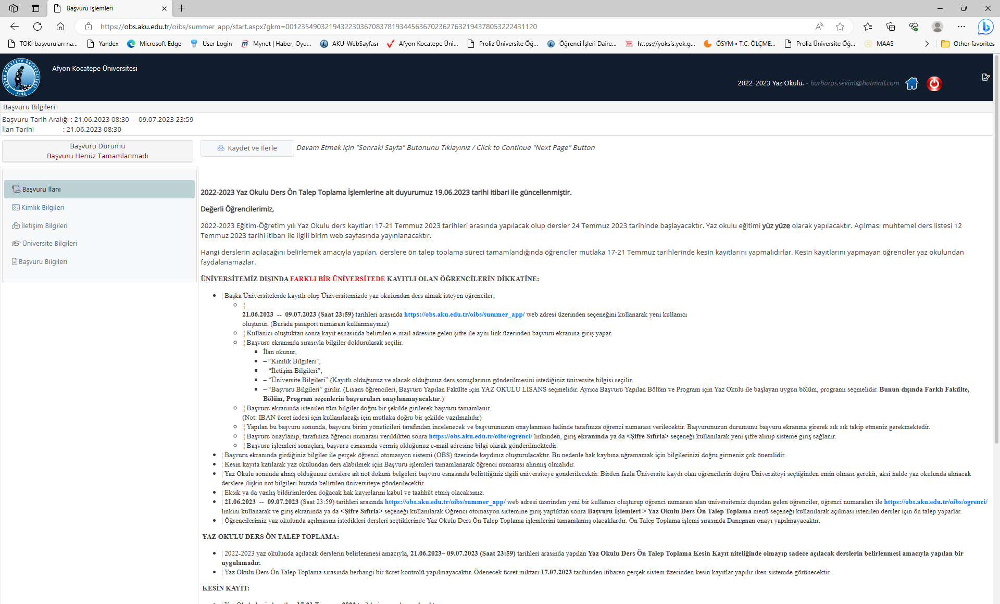 Başvuru İşlemleri
https://obs.aku.edu.tr/oibs/summer_app/start.aspx?gkm=0012354903219432230367083781934456367023627632194378053222431120
TOKİ başvuruları na... Yandex Microsoft Edge User Login Mynet | Haber, Oyu... AKU-WebSayfası Afyon Kocatepe Üni... Proliz Üniversite Öğ... Öğrenci İşleri Daire... https://yoksis.yok.g... ÖSYM • T.C. ÖLÇME... Proliz Üniversite Öğ... MAAS Other favorites
Afyon Kocatepe Üniversitesi
2022-2023 Yaz Okulu. - barbaros.sevim@hotmail.com
Başvuru Bilgileri
Başvuru Tarih Aralığı : 21.06.2023 08:30 - 09.07.2023 23:59
İlan Tarihi : 21.06.2023 08:30
Başvuru Durumu
Başvuru Henüz Tamamlanmadı
Kaydet ve İlerle Devam Etmek için "Sonraki Sayfa" Butonunu Tıklayınız / Click to Continue "Next Page" Button
Başvuru İlanı
Kimlik Bilgileri
İletişim Bilgileri
Üniversite Bilgileri
Başvuru Bilgileri
2022-2023 Yaz Okulu Ders Ön Talep Toplama İşlemlerine ait duyurumuz 19.06.2023 tarihi itibari ile güncellenmiştir.
Değerli Öğrencilerimiz,
2022-2023 Eğitim-Öğretim yılı Yaz Okulu ders kayıtları 17-21 Temmuz 2023 tarihleri arasında yapılacak olup dersler 24 Temmuz 2023 tarihinde başlayacaktır. Yaz okulu eğitimi yüz yüze olarak yapılacaktır. Açılması muhtemel ders listesi 12
Temmuz 2023 tarihi itibarı ile ilgili birim web sayfasında yayınlanacaktır.
Hangi derslerin açılacağını belirlemek amacıyla yapılan, derslere ön talep toplama süreci tamamlandığında öğrenciler mutlaka 17-21 Temmuz tarihlerinde kesin kayıtlarını yapmalıdırlar. Kesin kayıtlarını yapmayan öğrenciler yaz okulundan
faydalanamazlar.
ÜNİVERSİTEMİZ DIŞINDA FARKLI BİR ÜNİVERSİTEDE KAYITLI OLAN ÖĞRENCİLERİN DİKKATİNE:
¦ Başka Üniversitelerde kayıtlı olup Üniversitemizde yaz okulundan ders almak isteyen öğrenciler;
¦¦
21.06.2023 -- 09.07.2023 (Saat 23:59) tarihleri arasında https://obs.aku.edu.tr/oibs/summer_app/ web adresi üzerinden seçeneğini kullanarak yeni kullanıcı
oluşturur. (Burada pasaport numarası kullanmayınız)
¦¦ Kullanıcı oluştuktan sonra kayıt esnasında belirtilen e-mail adresine gelen şifre ile aynı link üzerinden başvuru ekranına giriş yapar.
¦¦ Başvuru ekranında sırasıyla bilgiler doldurularak seçilir.
İlan okunur,
– “Kimlik Bilgileri”,
– “İletişim Bilgileri”,
– “Üniversite Bilgileri” (Kayıtlı olduğunuz ve alacak olduğunuz ders sonuçlarının gönderilmesini istediğiniz üniversite bilgisi seçilir.
– “Başvuru Bilgileri” girilir. (Lisans öğrencileri, Başvuru Yapılan Fakülte için YAZ OKULU LİSANS seçmelidir. Ayrıca Başvuru Yapılan Bölüm ve Program için Yaz Okulu ile başlayan uygun bölüm, programı seçmelidir. Bunun dışında Farklı Fakülte,
Bölüm, Program seçenlerin başvuruları onaylanmayacaktır.)
¦¦ Başvuru ekranında istenilen tüm bilgiler doğru bir şekilde girilerek başvuru tamamlanır.
(Not: IBAN ücret iadesi için kullanılacağı için mutlaka doğru bir şekilde yazılmalıdır)
¦¦ Yapılan bu başvuru sonunda, başvuru birim yöneticileri tarafından incelenecek ve başvurunuzun onaylanması halinde tarafınıza öğrenci numarası verilecektir. Başvurunuzun durumunu başvuru ekranına girerek sık sık takip etmeniz gerekmektedir.
¦¦ Başvuru onaylanıp, tarafınıza öğrenci numarası verildikten sonra https://obs.aku.edu.tr/oibs/ogrenci/ linkinden, giriş ekranında ya da <Şifre Sıfırla> seçeneği kullanılarak yeni şifre alınıp sisteme giriş sağlanır.
¦¦ Başvuru işlemleri sonuçları, başvuru esnasında vermiş olduğunuz e-mail adresine bilgi olarak gönderilmektedir.
¦ Başvuru ekranında girdiğiniz bilgiler ile gerçek öğrenci otomasyon sistemi (OBS) üzerinde kaydınız oluşturulacaktır. Bu nedenle hak kaybına uğramamak için bilgilerinizi doğru girmeniz çok önemlidir.
¦ Kesin kayıta katılarak yaz okulundan ders alabilmek için Başvuru işlemleri tamamlanarak öğrenci numarası alınmış olmalıdır.
¦ Yaz Okulu sonunda almış olduğunuz derslere ait not döküm belgeleri başvuru esnasında belirttiğiniz ilgili üniversiteye gönderilecektir. Birden fazla Üniversite kaydı olan öğrencilerin doğru Üniversiteyi seçtiğinden emin olması gerekir, aksi halde yaz okulunda alınacak
derslere ilişkin not bilgileri burada belirtilen üniversiteye gönderilecektir.
¦ Eksik ya da yanlış bildirimlerden doğacak hak kayıplarını kabul ve taahhüt etmiş olacaksınız.
¦ 21.06.2023 -- 09.07.2023 (Saat 23:59) tarihleri arasında https://obs.aku.edu.tr/oibs/summer_app/ web adresi üzerinden yeni bir kullanıcı oluşturup öğrenci numarası alan üniversitemiz dışından gelen öğrenciler, öğrenci numaraları ile https://obs.aku.edu.tr/oibs/ogrenci/
linkini kullanarak ve giriş ekranında ya da <Şifre Sıfırla> seçeneği kullanılarak Öğrenci otomasyon sistemine giriş yaptıktan sonra Başvuru İşlemleri > Yaz Okulu Ders Ön Talep Toplama menü seçeneği kullanılarak açılması istenilen dersler için ön talep yaparlar.
¦ Öğrencilerimiz yaz okulunda açılmasını istedikleri dersleri seçtiklerinde Yaz Okulu Ders Ön Talep Toplama işlemlerini tamamlamış olacaklardır. Ön Talep Toplama işlemi sırasında Danışman onayı yapılmayacaktır.
YAZ OKULU DERS ÖN TALEP TOPLAMA:
¦ 2022-2023 yaz okulunda açılacak derslerin belirlenmesi amacıyla, 21.06.2023– 09.07.2023 (Saat 23:59) tarihleri arasında yapılan Yaz Okulu Ders Ön Talep Toplama Kesin Kayıt niteliğinde olmayıp sadece açılacak derslerin belirlenmesi amacıyla yapılan bir
uygulamadır.
¦ Yaz Okulu Ders Ön Talep Toplama sırasında herhangi bir ücret kontrolü yapılmayacaktır. Ödenecek ücret miktarı 17.07.2023 tarihinden itibaren gerçek sistem üzerinden kesin kayıtlar yapılır iken sistemde görünecektir.
KESİN KAYIT: